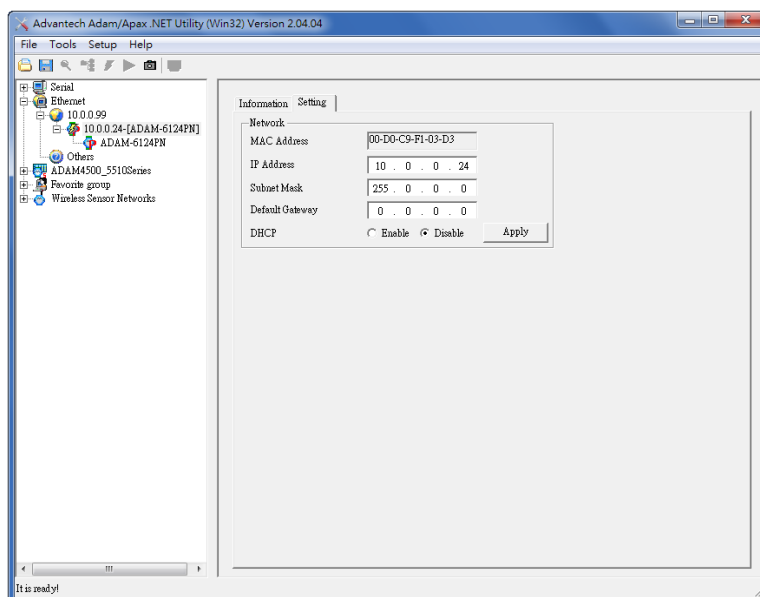 Advantech Adam/Apax .NET Utility (Win32) Version 2.04.04
File Tools Setup Help
Serial
Ethernet
10.0.0.99
10.0.0.24-[ADAM-6124PN]
ADAM-6124PN
Others
ADAM4500_5510Series
Favorite group
Wireless Sensor Networks
Information Setting
Network
MAC Address 00-D0-C9-F1-03-D3
IP Address 10 . 0 . 0 . 24
Subnet Mask 255 . 0 . 0 . 0
Default Gateway 0 . 0 . 0 . 0
DHCP Enable Disable Apply
It is ready!